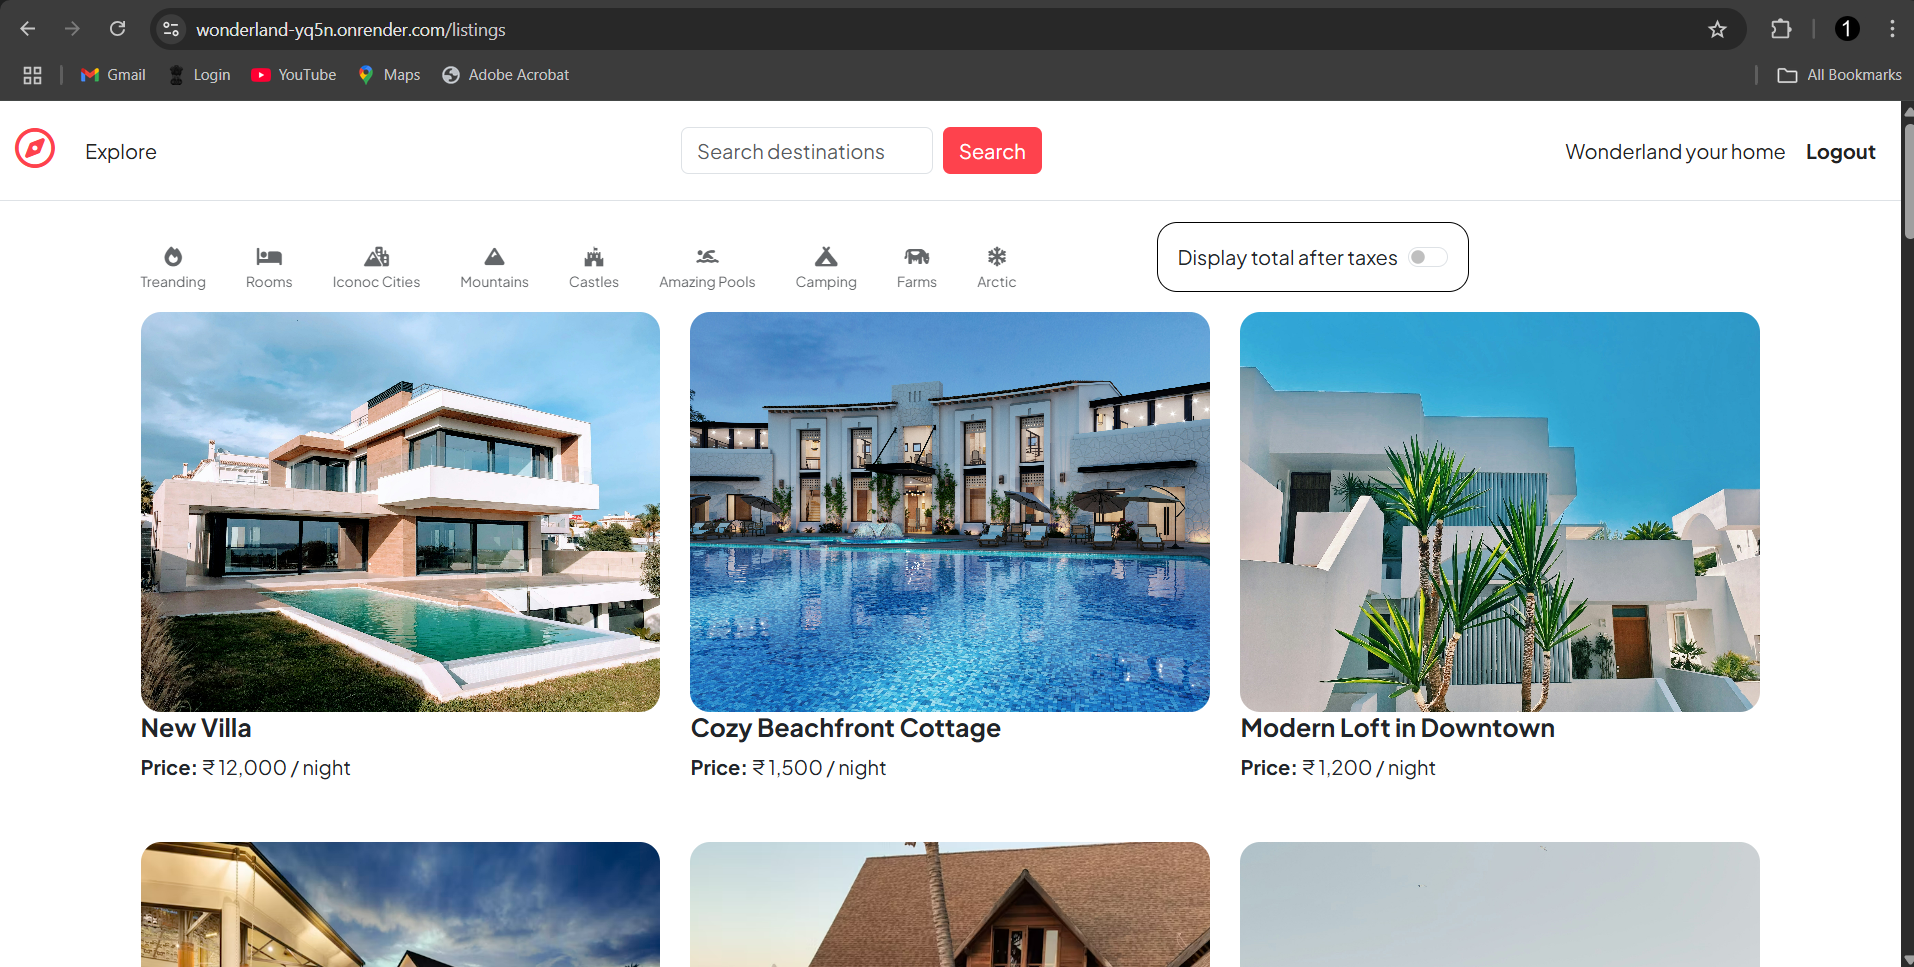 wonderland-yq5n.onrender.com/listings
1
Gmail Login YouTube Maps Adobe Acrobat All Bookmarks
Explore Search destinations Search Wonderland your home Logout
Treanding Rooms Iconoc Cities Mountains Castles Amazing Pools Camping Farms Arctic
Display total after taxes
New Villa
Price: ₹ 12,000 / night
Cozy Beachfront Cottage
Price: ₹ 1,500 / night
Modern Loft in Downtown
Price: ₹ 1,200 / night